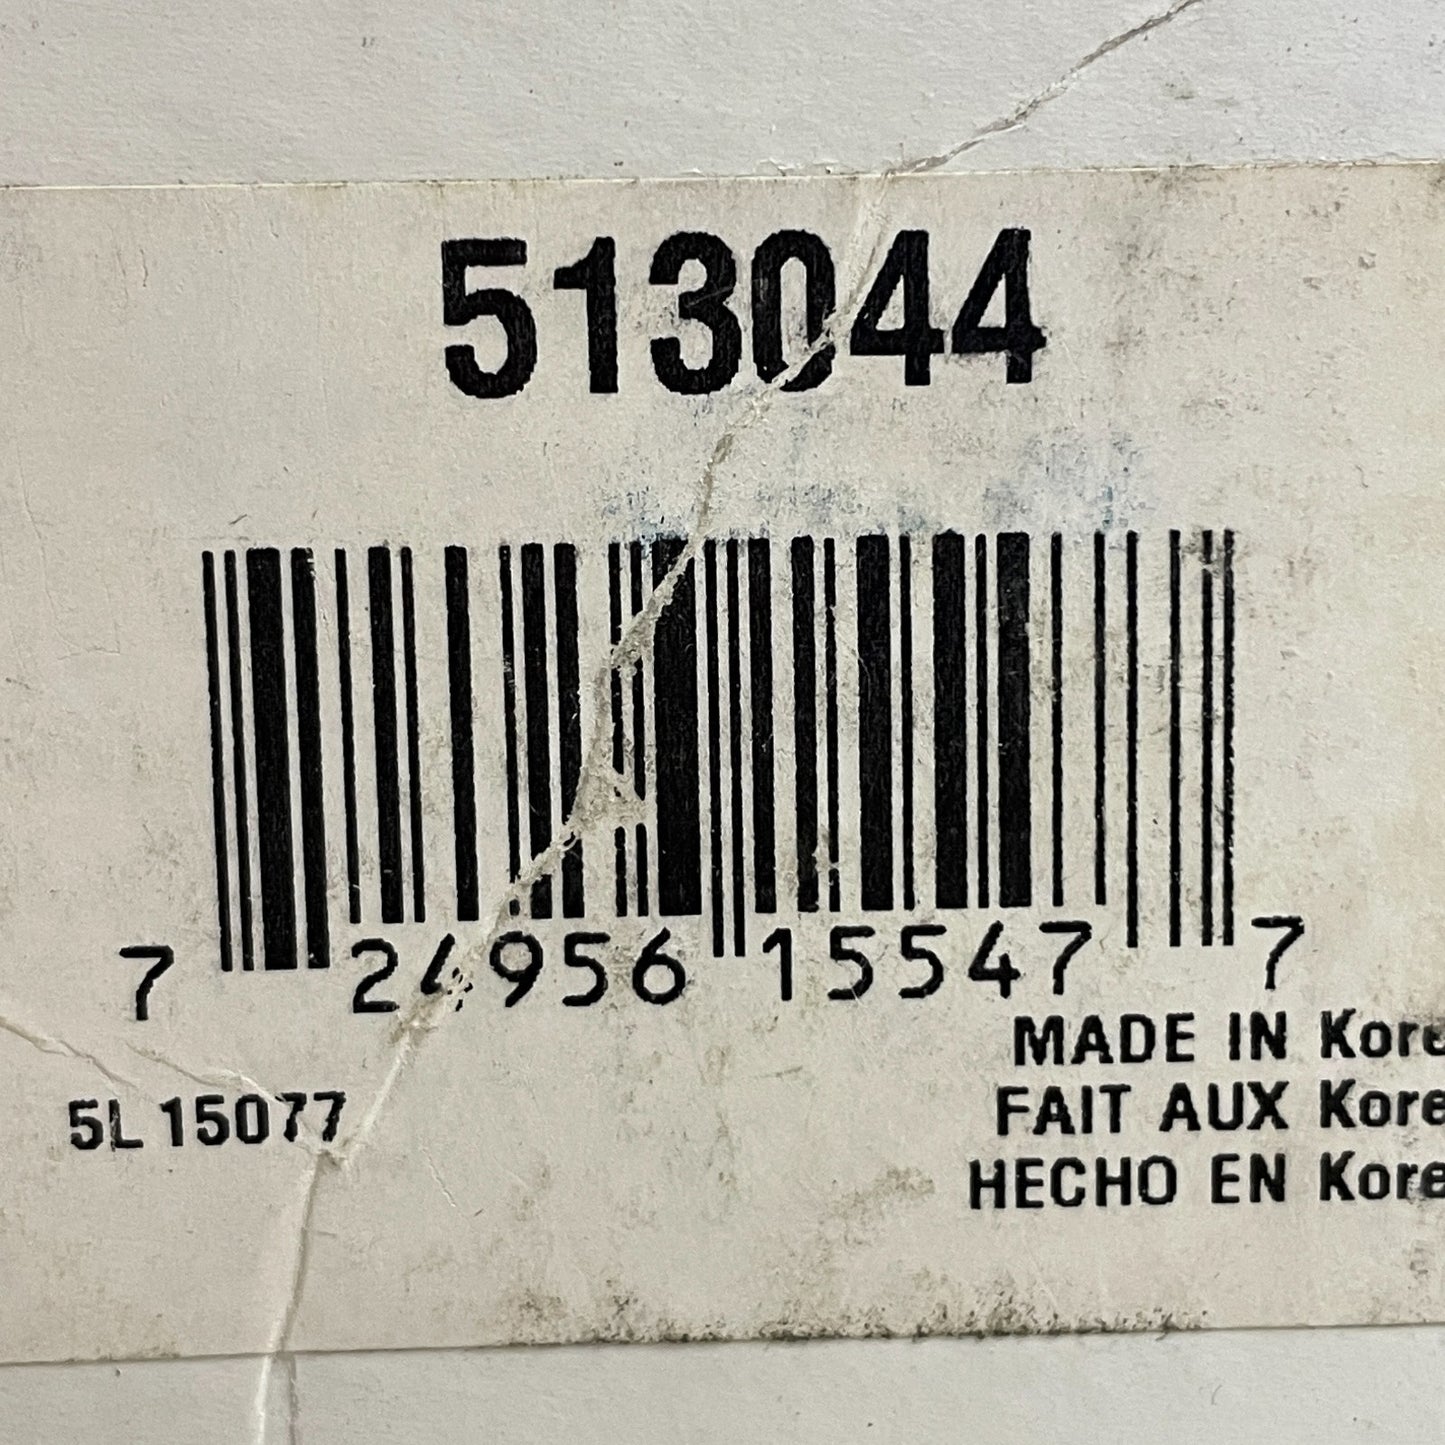 513044
7 24956 15547 7
MADE IN Kore
FAIT AUX Kore
HECHO EN Kore
5L 15077